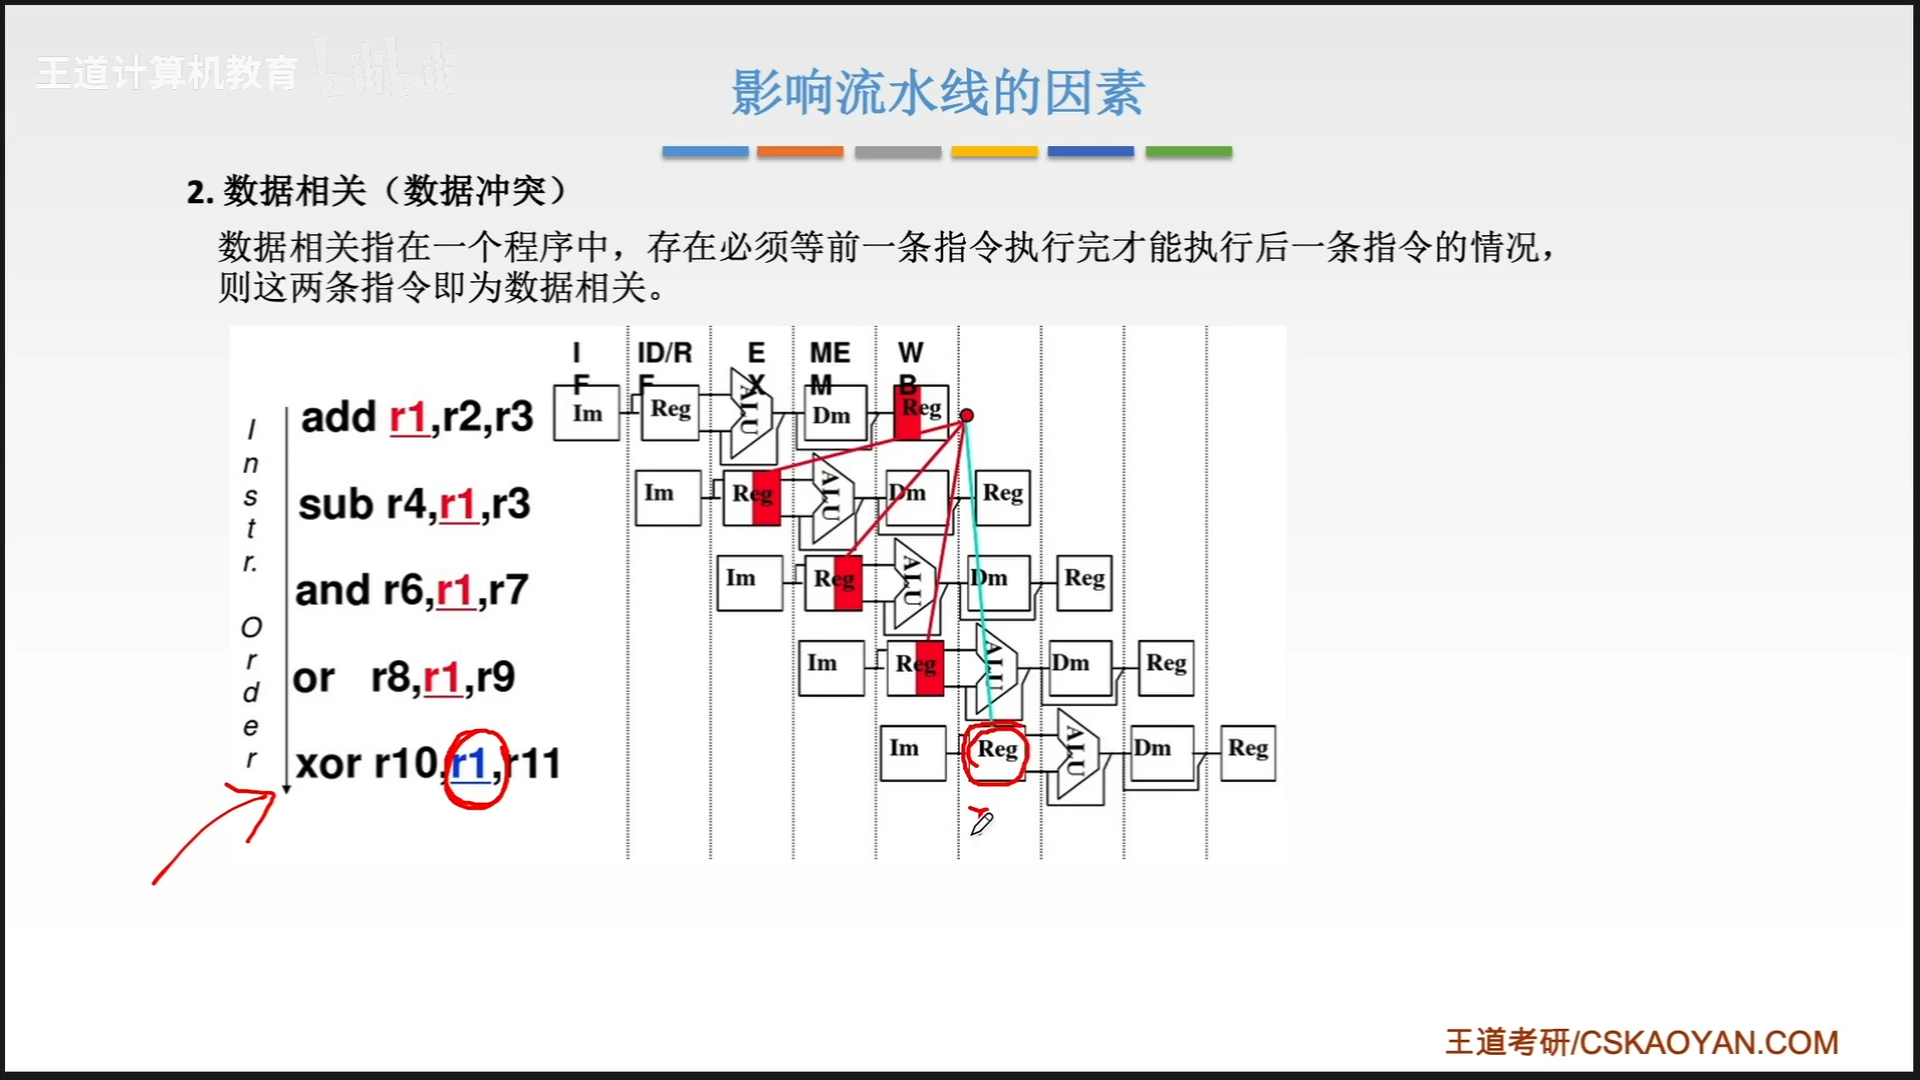 王道计算机教育 bilibili
影响流水线的因素
2. 数据相关（数据冲突）
数据相关指在一个程序中，存在必须等前一条指令执行完才能执行后一条指令的情况，
则这两条指令即为数据相关。
IF ID/RF EX MEM WB
Instr. Order
add r1,r2,r3 Im Reg ALU Dm Reg
sub r4,r1,r3 Im Reg ALU Dm Reg
and r6,r1,r7 Im Reg ALU Dm Reg
or r8,r1,r9 Im Reg ALU Dm Reg
xor r10,r1,r11 Im Reg ALU Dm Reg
王道考研/CSKAOYAN.COM